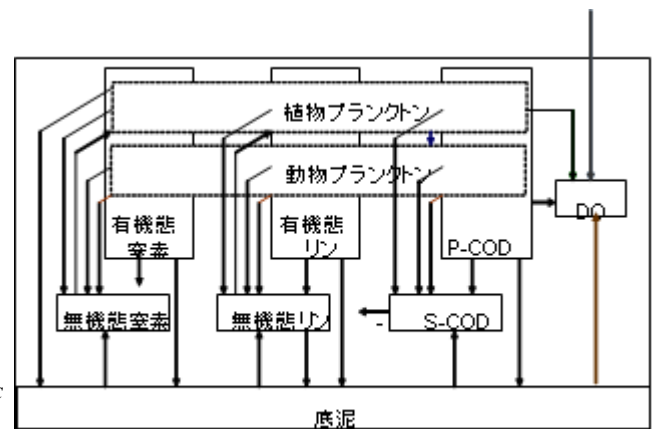 植物プランクトン
動物プランクトン
有機態
窒素
有機態
リン
P-COD
DO
無機態窒素
無機態リン
-
S-COD
底泥